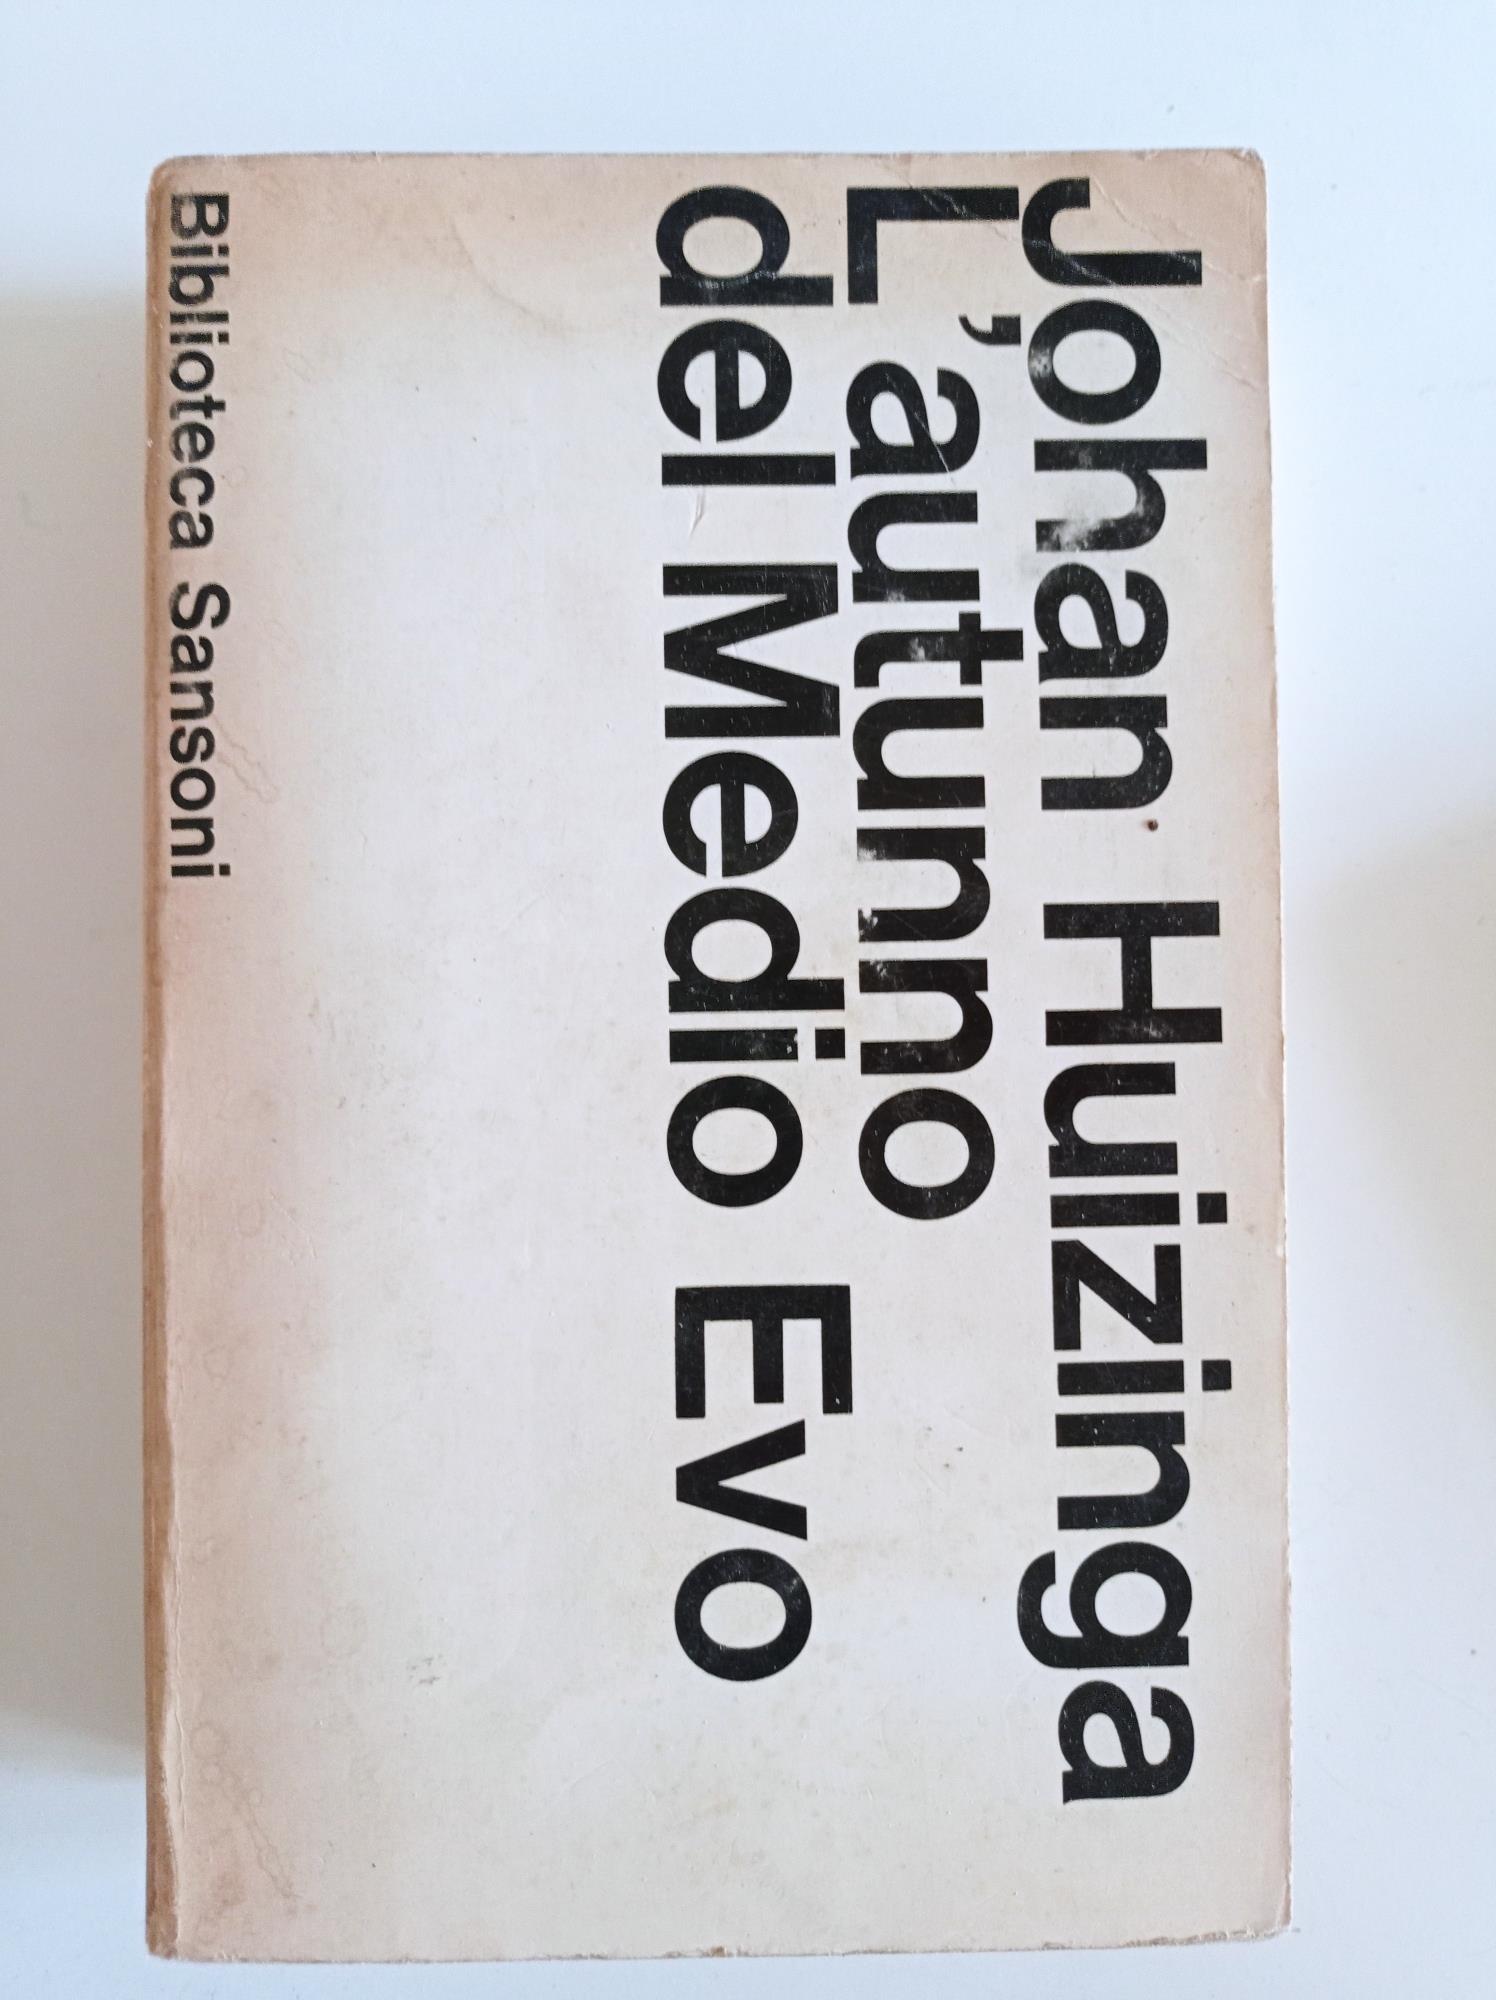 Johan Huizinga
L'autunno
del Medio Evo
Biblioteca Sansoni